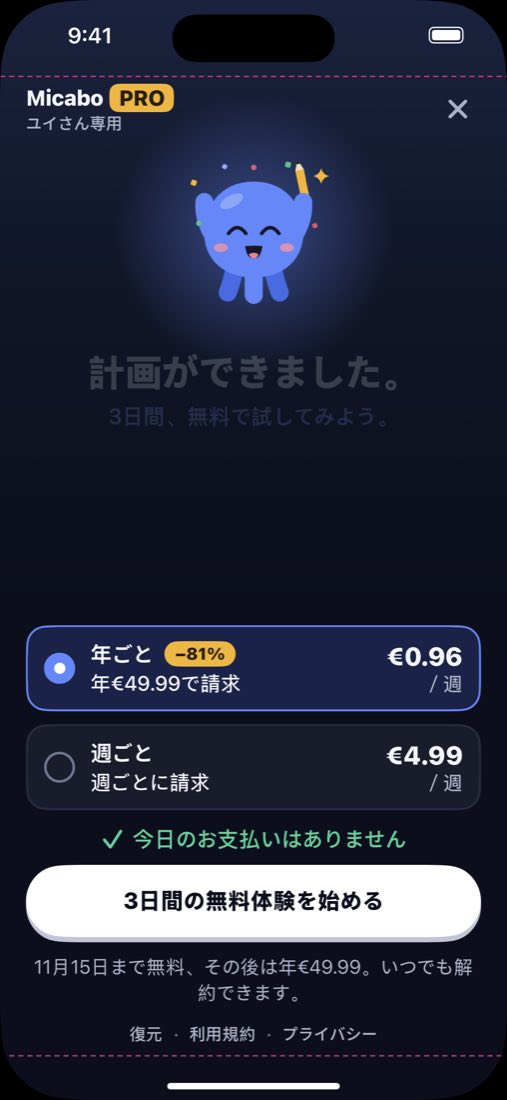 9:41
Micabo PRO
ユイさん専用
計画ができました。
3日間、無料で試してみよう。
年ごと −81%
€0.96
年€49.99で請求
/ 週
週ごと
€4.99
週ごとに請求
/ 週
今日のお支払いはありません
3日間の無料体験を始める
11月15日まで無料、その後は年€49.99。いつでも解
約できます。
復元 · 利用規約 · プライバシー